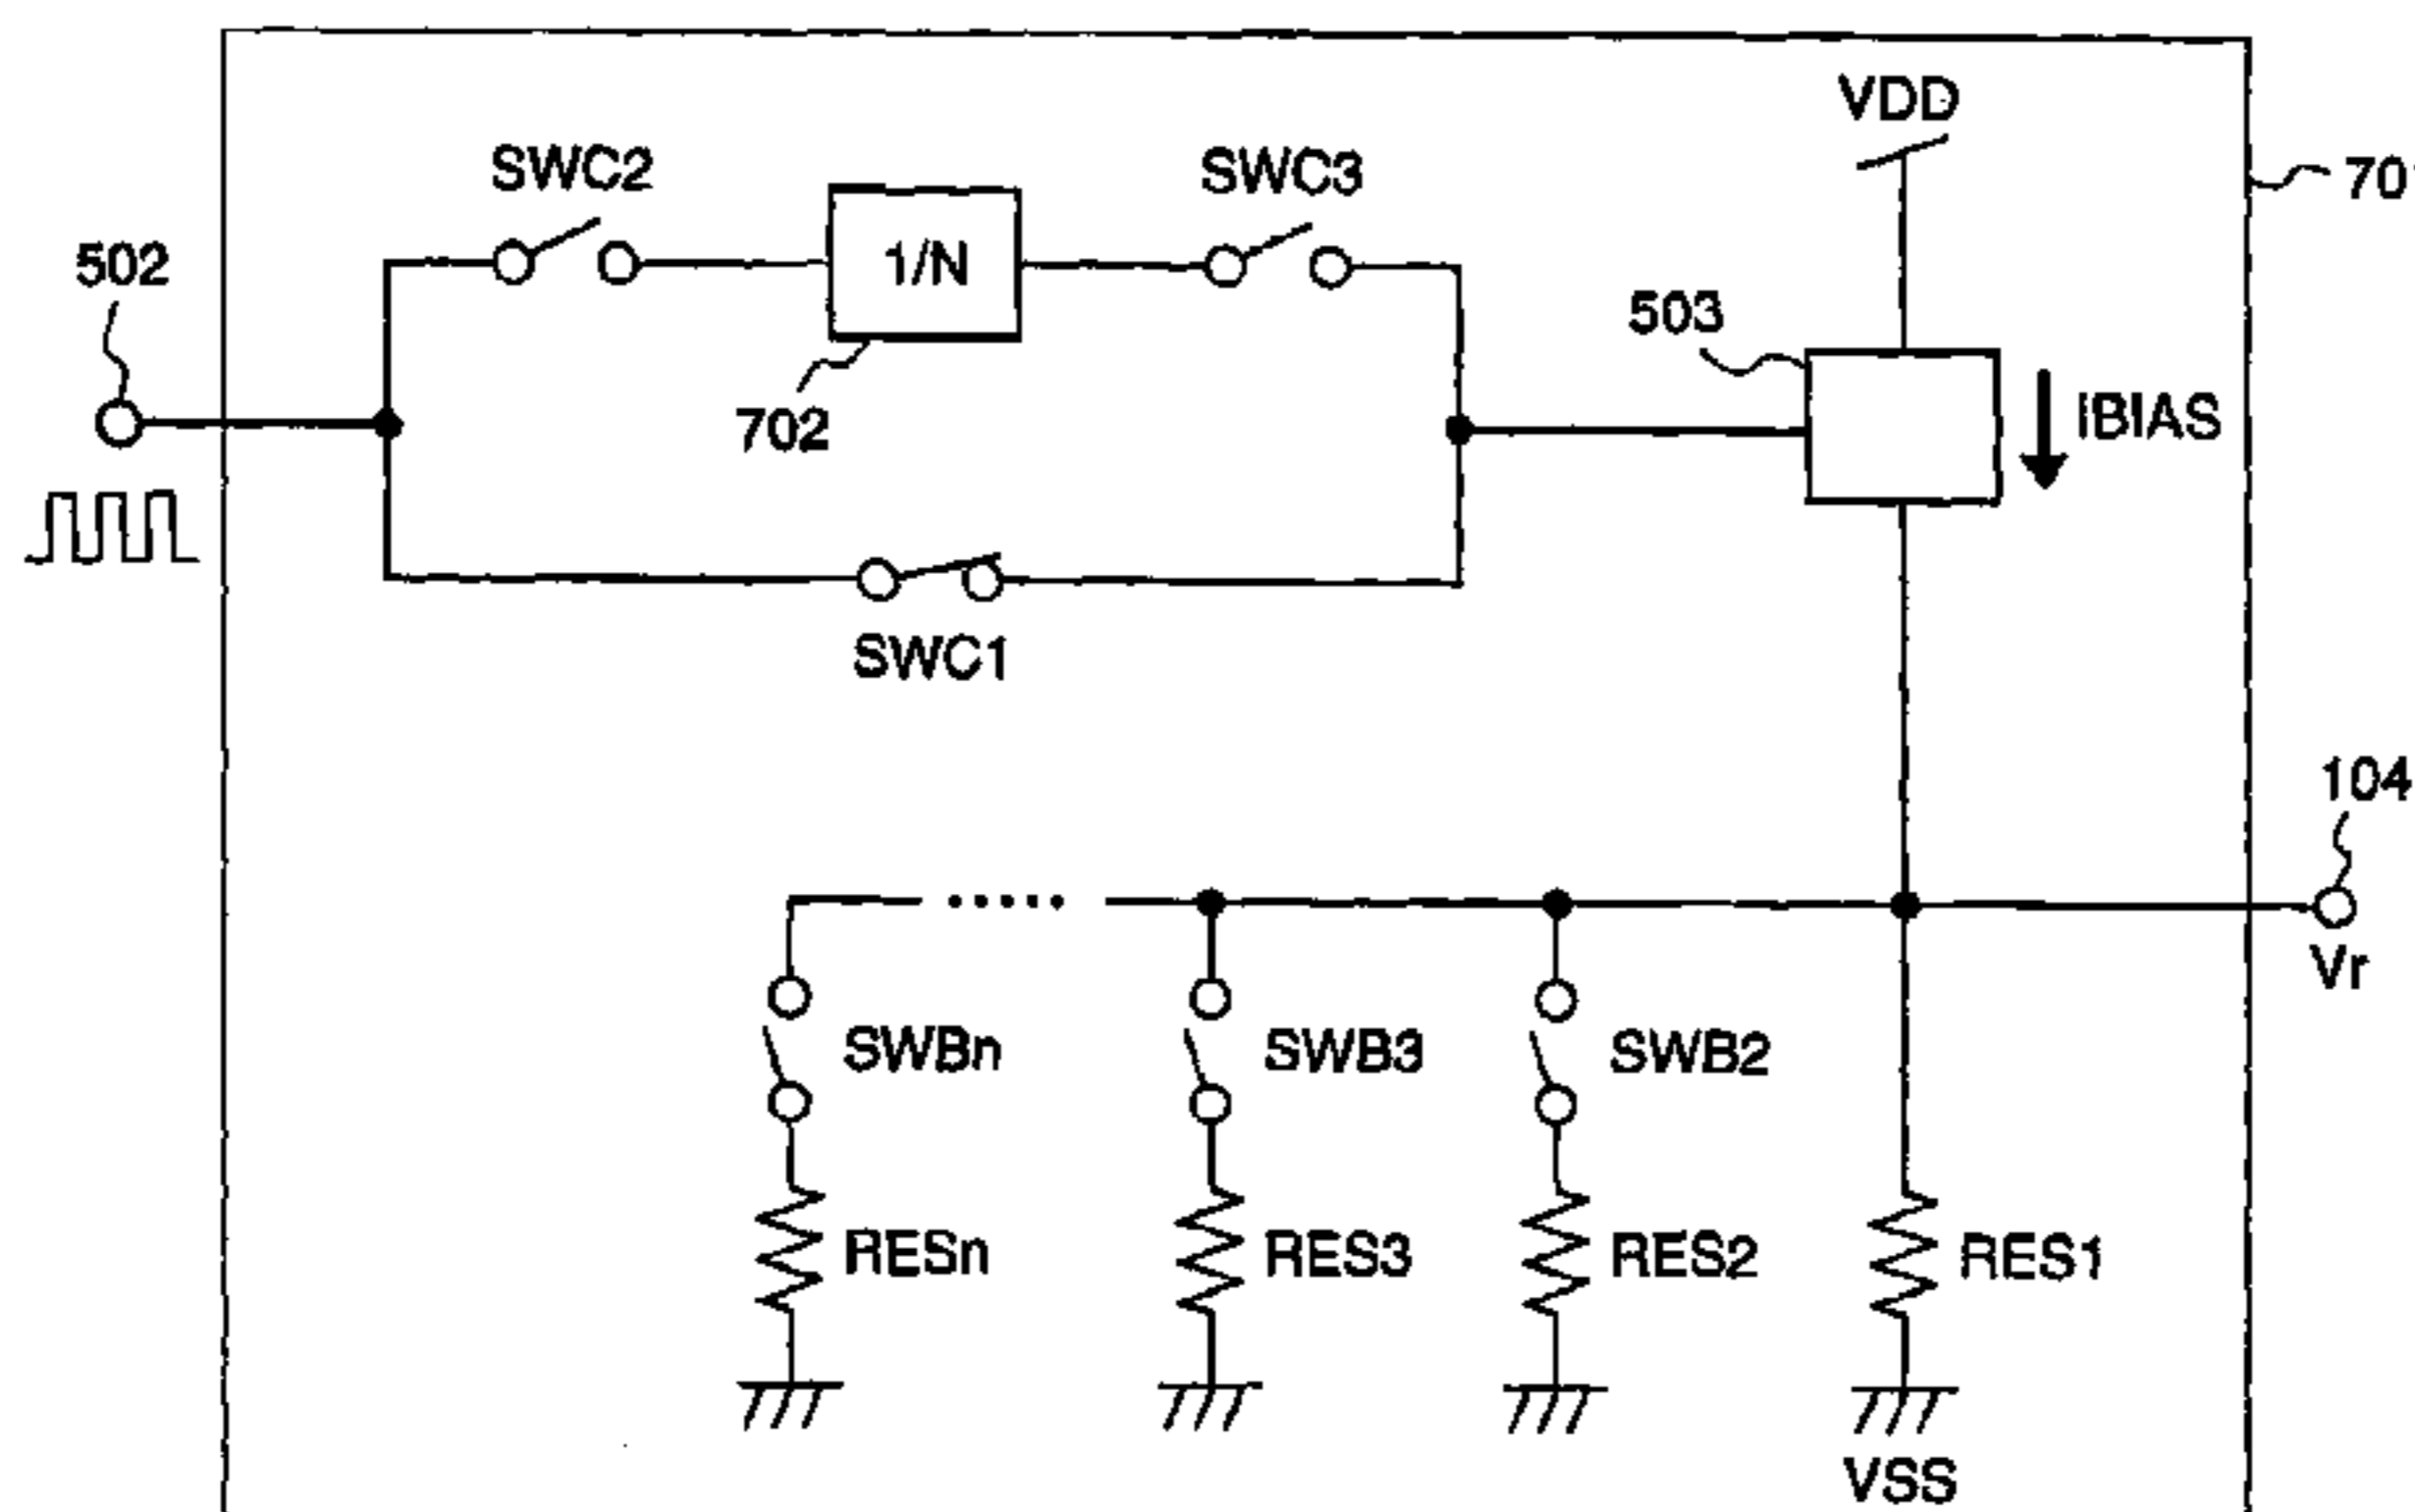 VDD
SWC2
SWC3
701
502
1/N
503
702
IBIAS
SWC1
104
Vr
SWBn
SWB3
SWB2
RESn
RES3
RES2
RES1
VSS